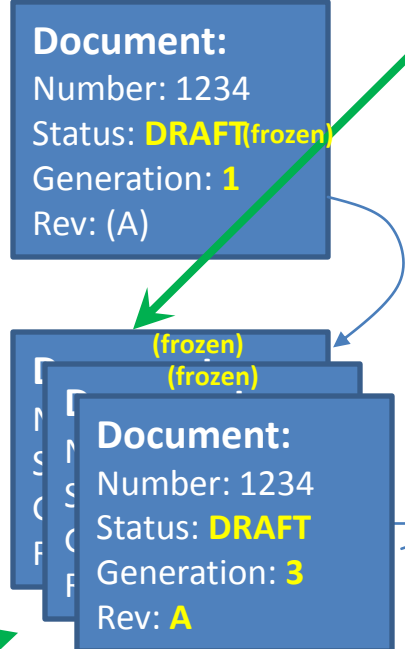 Document:
Number: 1234
Status: DRAFT(frozen)
Generation: 1
Rev: (A)
(frozen)
(frozen)
Document:
Number: 1234
Status: DRAFT
Generation: 3
Rev: A